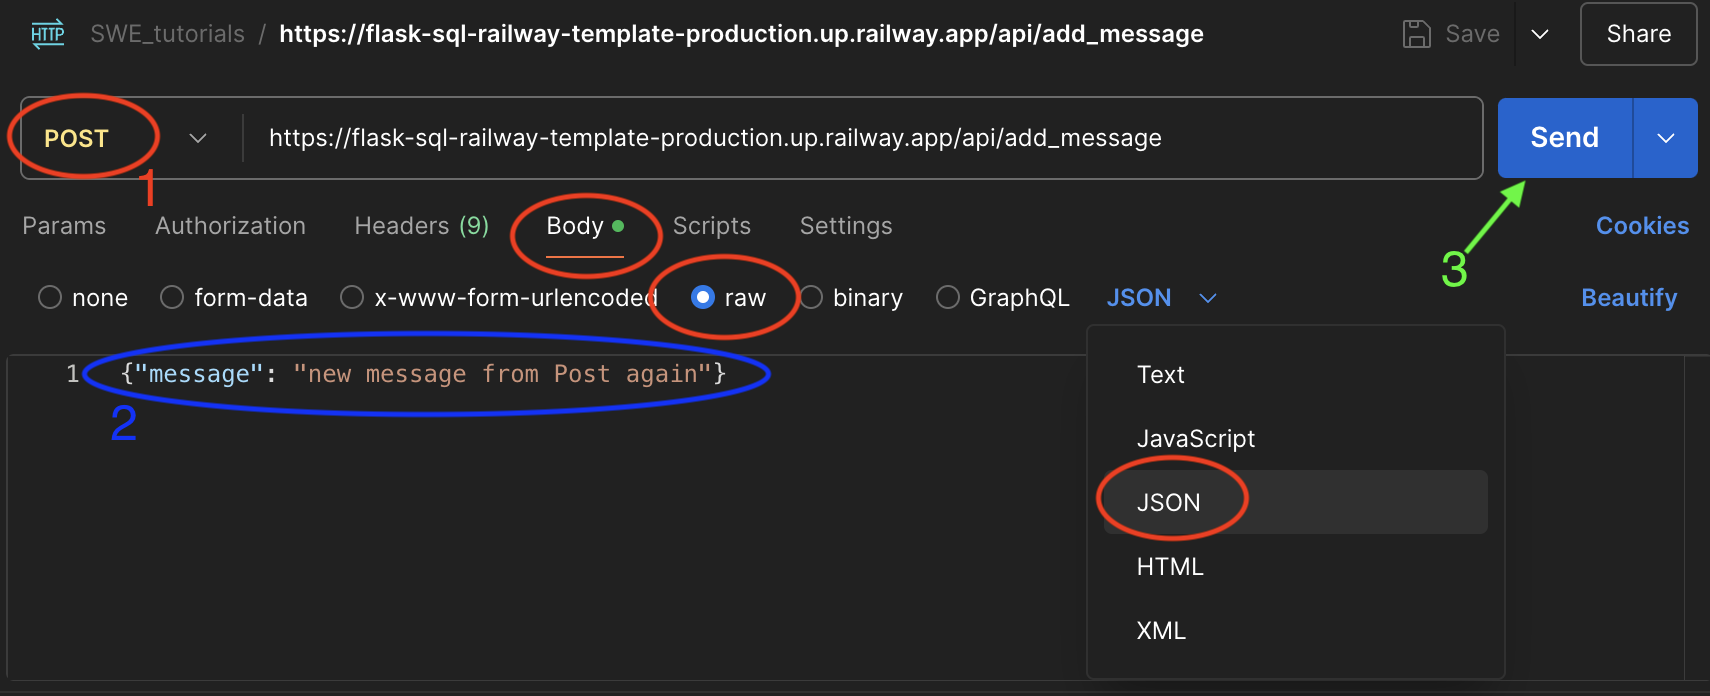 HTTP SWE_tutorials / https://flask-sql-railway-template-production.up.railway.app/api/add_message Save Share
POST https://flask-sql-railway-template-production.up.railway.app/api/add_message Send
1
Params Authorization Headers (9) Body Scripts Settings Cookies
3
none form-data x-www-form-urlencoded raw binary GraphQL JSON Beautify
1 {"message": "new message from Post again"}
2
Text
JavaScript
JSON
HTML
XML